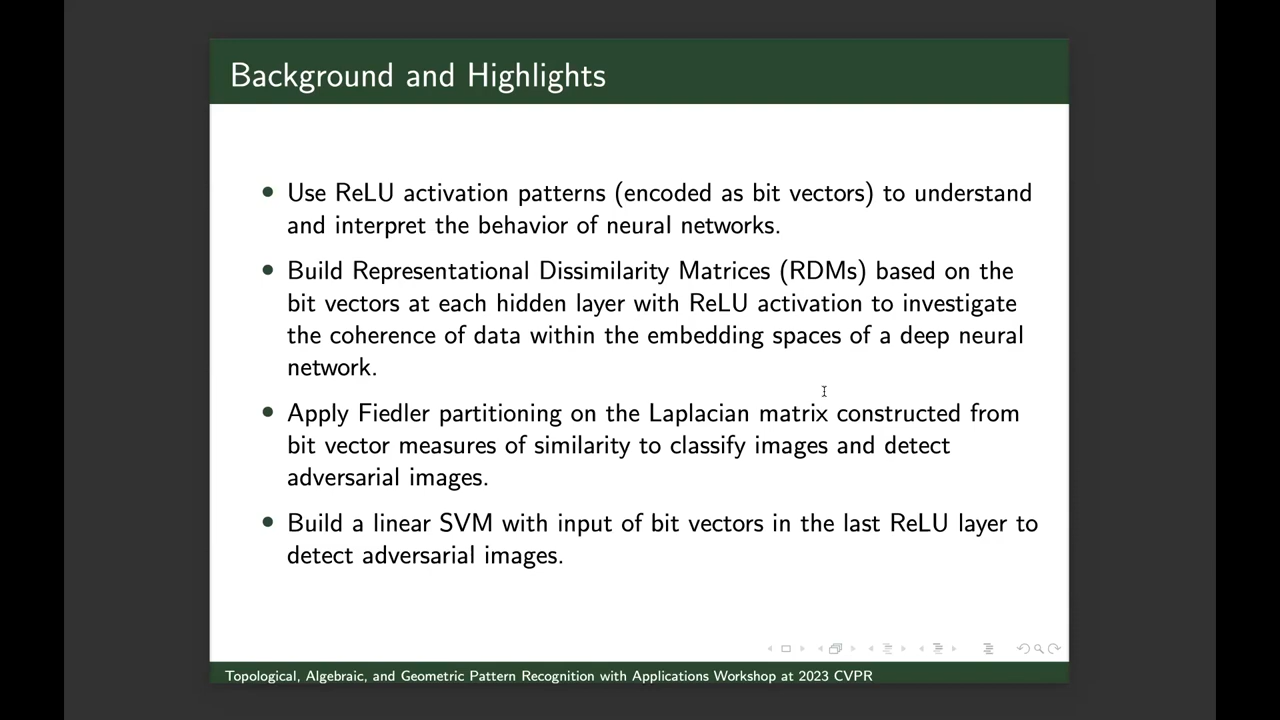 Background and Highlights
Use ReLU activation patterns (encoded as bit vectors) to understand
and interpret the behavior of neural networks.
Build Representational Dissimilarity Matrices (RDMs) based on the
bit vectors at each hidden layer with ReLU activation to investigate
the coherence of data within the embedding spaces of a deep neural
network.
Apply Fiedler partitioning on the Laplacian matrix constructed from
bit vector measures of similarity to classify images and detect
adversarial images.
Build a linear SVM with input of bit vectors in the last ReLU layer to
detect adversarial images.
Topological, Algebraic, and Geometric Pattern Recognition with Applications Workshop at 2023 CVPR